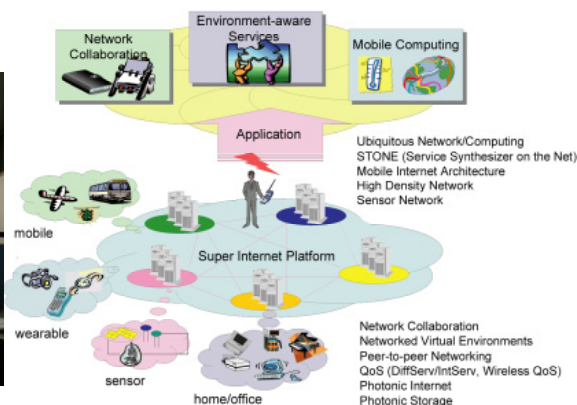 Network
Collaboration
Environment-aware
Services
Mobile Computing
Application
Ubiquitous Network/Computing
STONE (Service Synthesizer on the Net)
Mobile Internet Architecture
High Density Network
Sensor Network
mobile
Super Internet Platform
wearable
sensor
home/office
Network Collaboration
Networked Virtual Environments
Peer-to-peer Networking
QoS (DiffServ/IntServ, Wireless QoS)
Photonic Internet
Photonic Storage